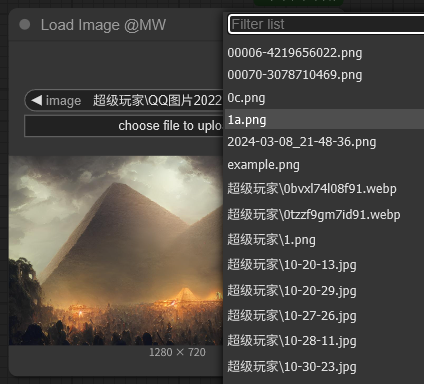 Load Image @MW
◀ image 超级玩家\QQ图片2022
choose file to uplo
1280 × 720
Filter list
00006-4219656022.png
00070-3078710469.png
0c.png
1a.png
2024-03-08_21-48-36.png
example.png
超级玩家\0bvxl74l08f91.webp
超级玩家\0tzzf9gm7id91.webp
超级玩家\1.png
超级玩家\10-20-13.jpg
超级玩家\10-20-29.jpg
超级玩家\10-27-26.jpg
超级玩家\10-28-11.jpg
超级玩家\10-30-23.jpg